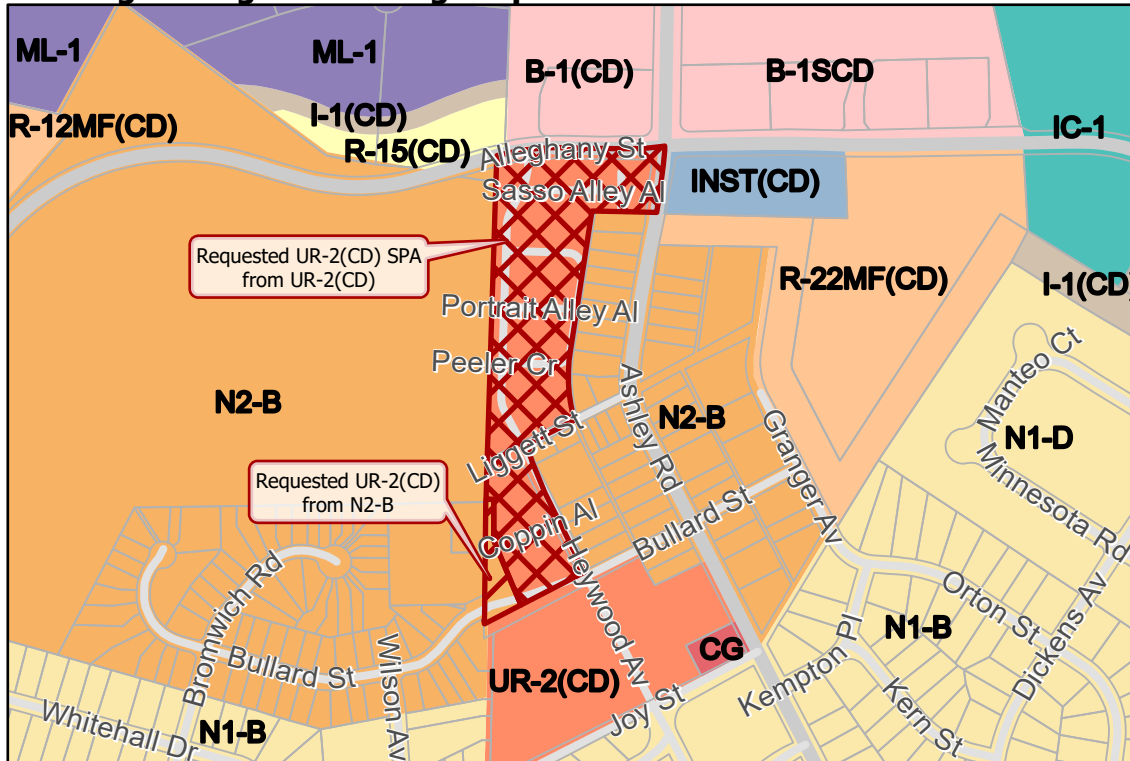 ML-1
ML-1
B-1(CD)
B-1SCD
I-1(CD)
R-12MF(CD)
IC-1
R-15(CD)
Alleghany St
Sasso Alley Al
INST(CD)
Requested UR-2(CD) SPA
from UR-2(CD)
R-22MF(CD)
I-1(CD)
Portrait Alley Al
Peeler Cr
Manteo Ct
N2-B
Ashley Rd
N2-B
N1-D
Granger Av
Liggett St
Minnesota Rd
Requested UR-2(CD)
from N2-B
Coppin Al
Bullard St
Heywood Av
Bromwich Rd
Orton St
Dickens Av
N1-B
Bullard St
Wilson Av
CG
Kempton Pl
UR-2(CD)
Kern St
Joy St
Whitehall Dr
N1-B